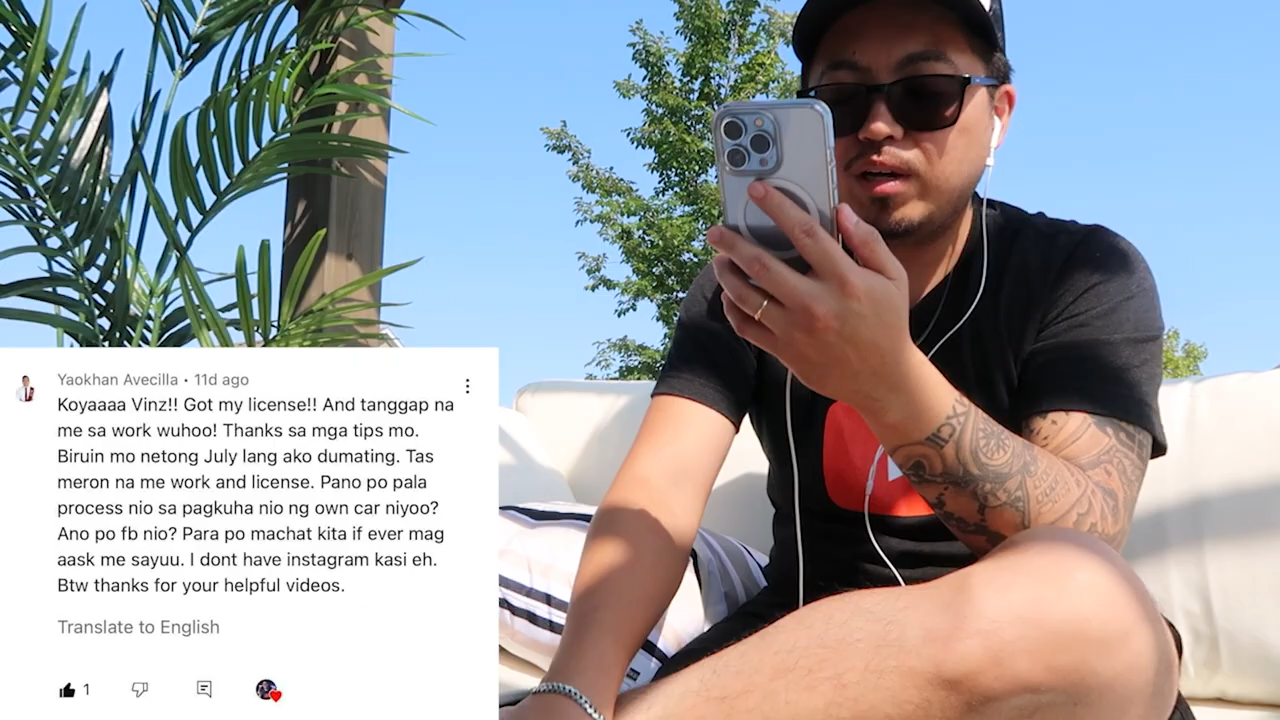 Yaokhan Avecilla • 11d ago
Koyaaaa Vinz!! Got my license!! And tanggap na
me sa work wuhoo! Thanks sa mga tips mo.
Biruin mo netong July lang ako dumating. Tas
meron na me work and license. Pano po pala
process nio sa pagkuha nio ng own car niyoo?
Ano po fb nio? Para po machat kita if ever mag
aask me sayuu. I dont have instagram kasi eh.
Btw thanks for your helpful videos.
Translate to English
1